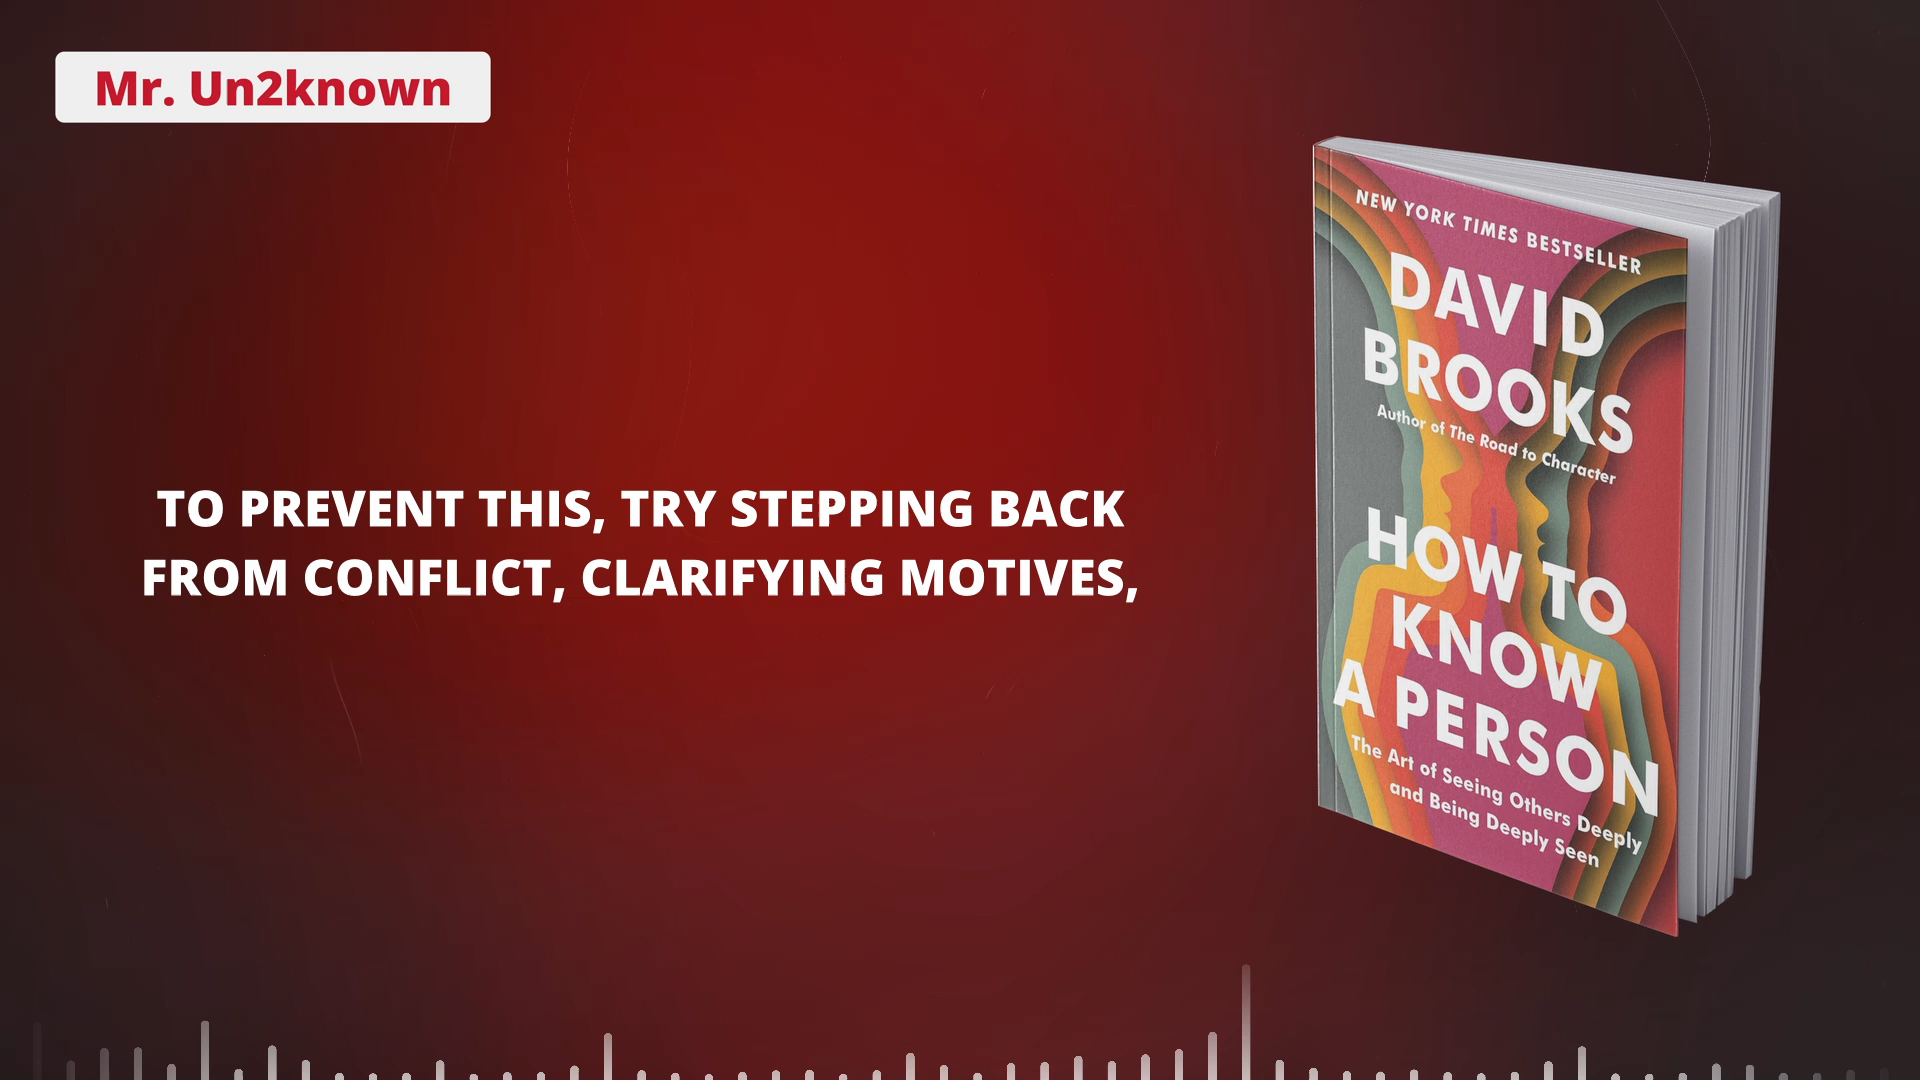 Mr. Un2known
TO PREVENT THIS, TRY STEPPING BACK
FROM CONFLICT, CLARIFYING MOTIVES,
NEW YORK TIMES BESTSELLER
DAVID
BROOKS
Author of The Road to Character
HOW TO
KNOW
A PERSON
The Art of Seeing Others Deeply
and Being Deeply Seen